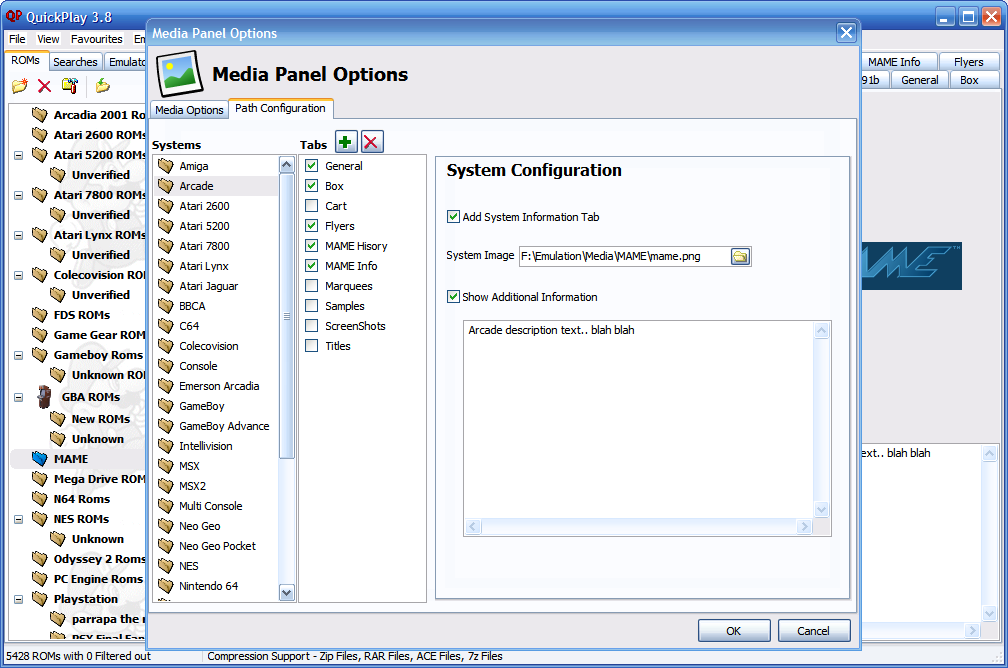 QuickPlay 3.8
File View Favourites Em
ROMs Searches Emulato
Arcadia 2001 Ro
Atari 2600 ROMs
Atari 5200 ROMs
Unverified
Atari 7800 ROMs
Unverified
Atari Lynx ROMs
Unverified
Colecovision RO
Unverified
FDS ROMs
Game Gear ROM
Gameboy Roms
Unknown RO
GBA ROMs
New ROMs
Unknown
MAME
Mega Drive ROM
N64 Roms
NES ROMs
Unknown
Odyssey 2 Roms
PC Engine Roms
Playstation
parrapa the r
PSX Final Fan
Media Panel Options
Media Panel Options
Media Options Path Configuration
Systems
Amiga
Arcade
Atari 2600
Atari 5200
Atari 7800
Atari Lynx
Atari Jaguar
BBCA
C64
Colecovision
Console
Emerson Arcadia
GameBoy
GameBoy Advance
Intellivision
MSX
MSX2
Multi Console
Neo Geo
Neo Geo Pocket
NES
Nintendo 64
Tabs
General
Box
Cart
Flyers
MAME Hisory
MAME Info
Marquees
Samples
ScreenShots
Titles
System Configuration
Add System Information Tab
System Image F:\Emulation\Media\MAME\mame.png
Show Additional Information
Arcade description text.. blah blah
OK Cancel
MAME Info Flyers
91b General Box
AME™
ext.. blah blah
5428 ROMs with 0 Filtered out Compression Support - Zip Files, RAR Files, ACE Files, 7z Files